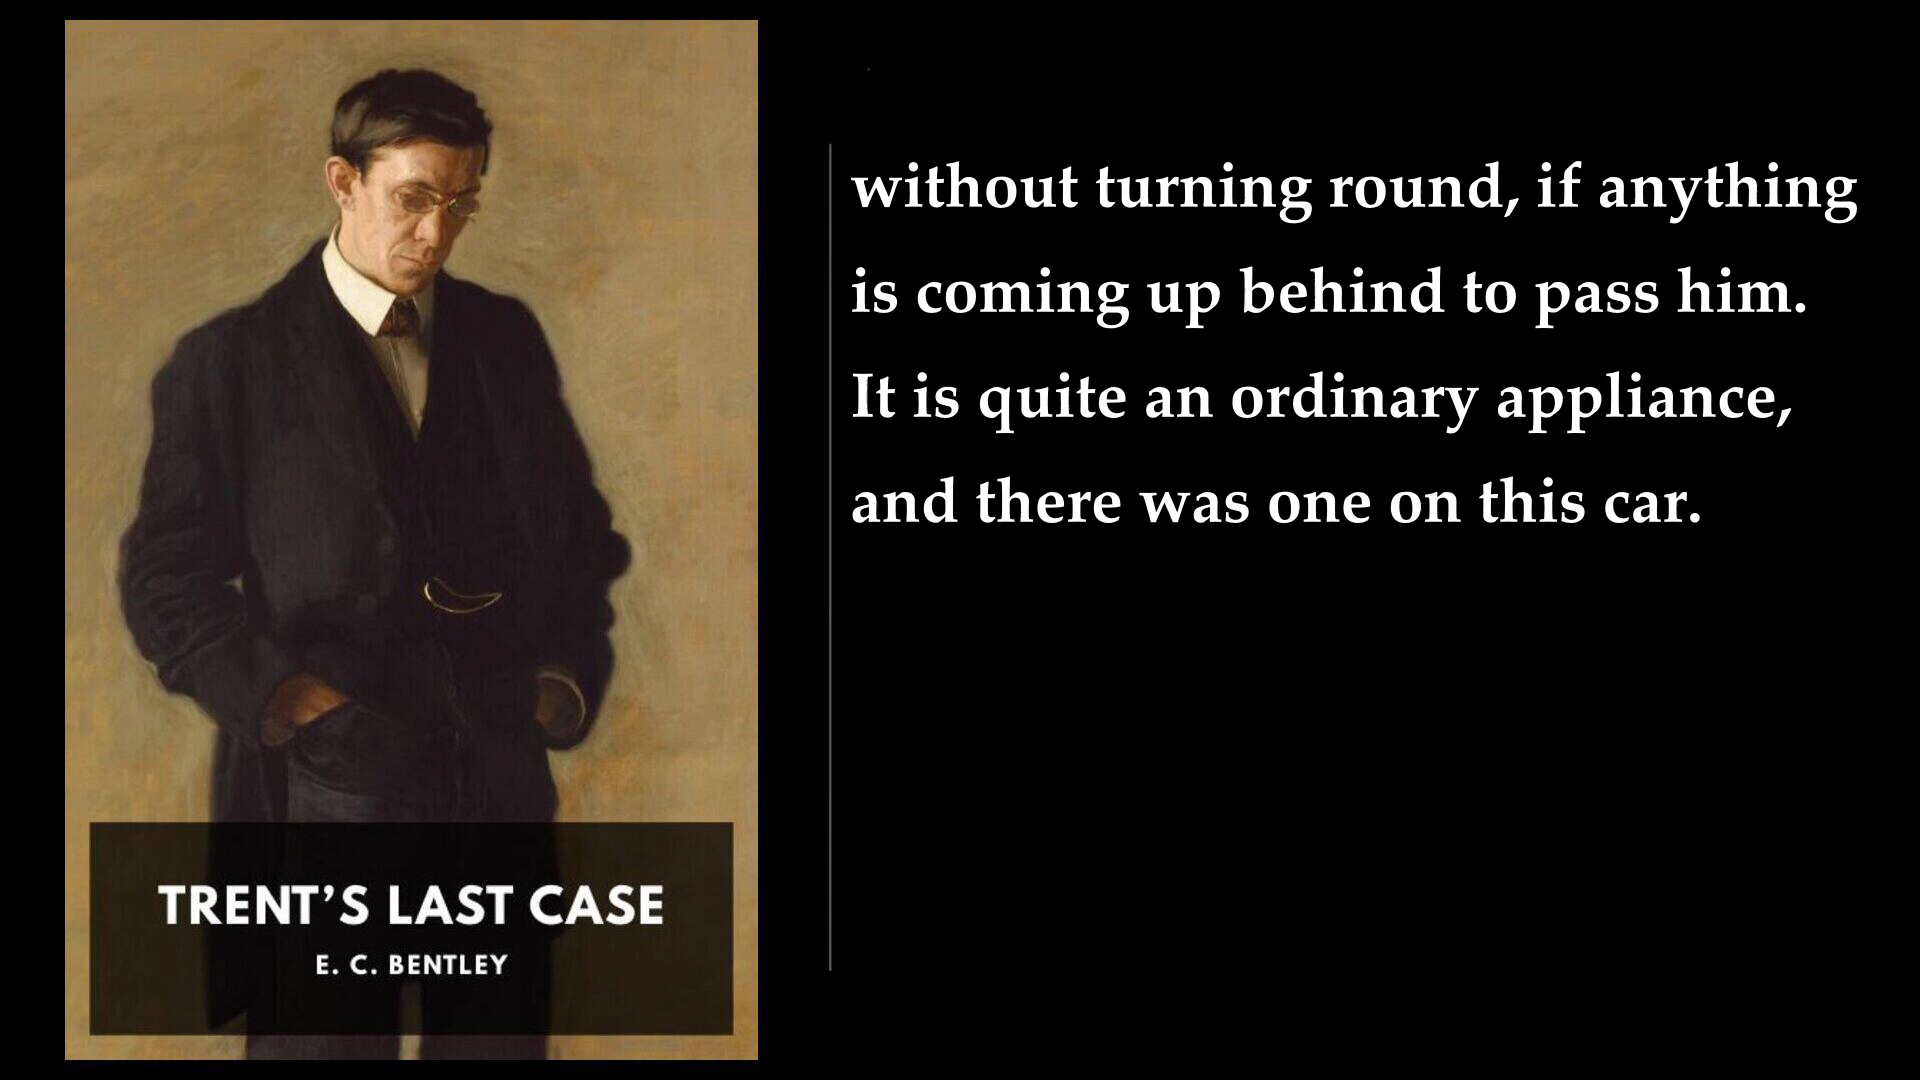 without turning round, if anything
is coming up behind to pass him.
It is quite an ordinary appliance,
and there was one on this car.
TRENT’S LAST CASE
E. C. BENTLEY